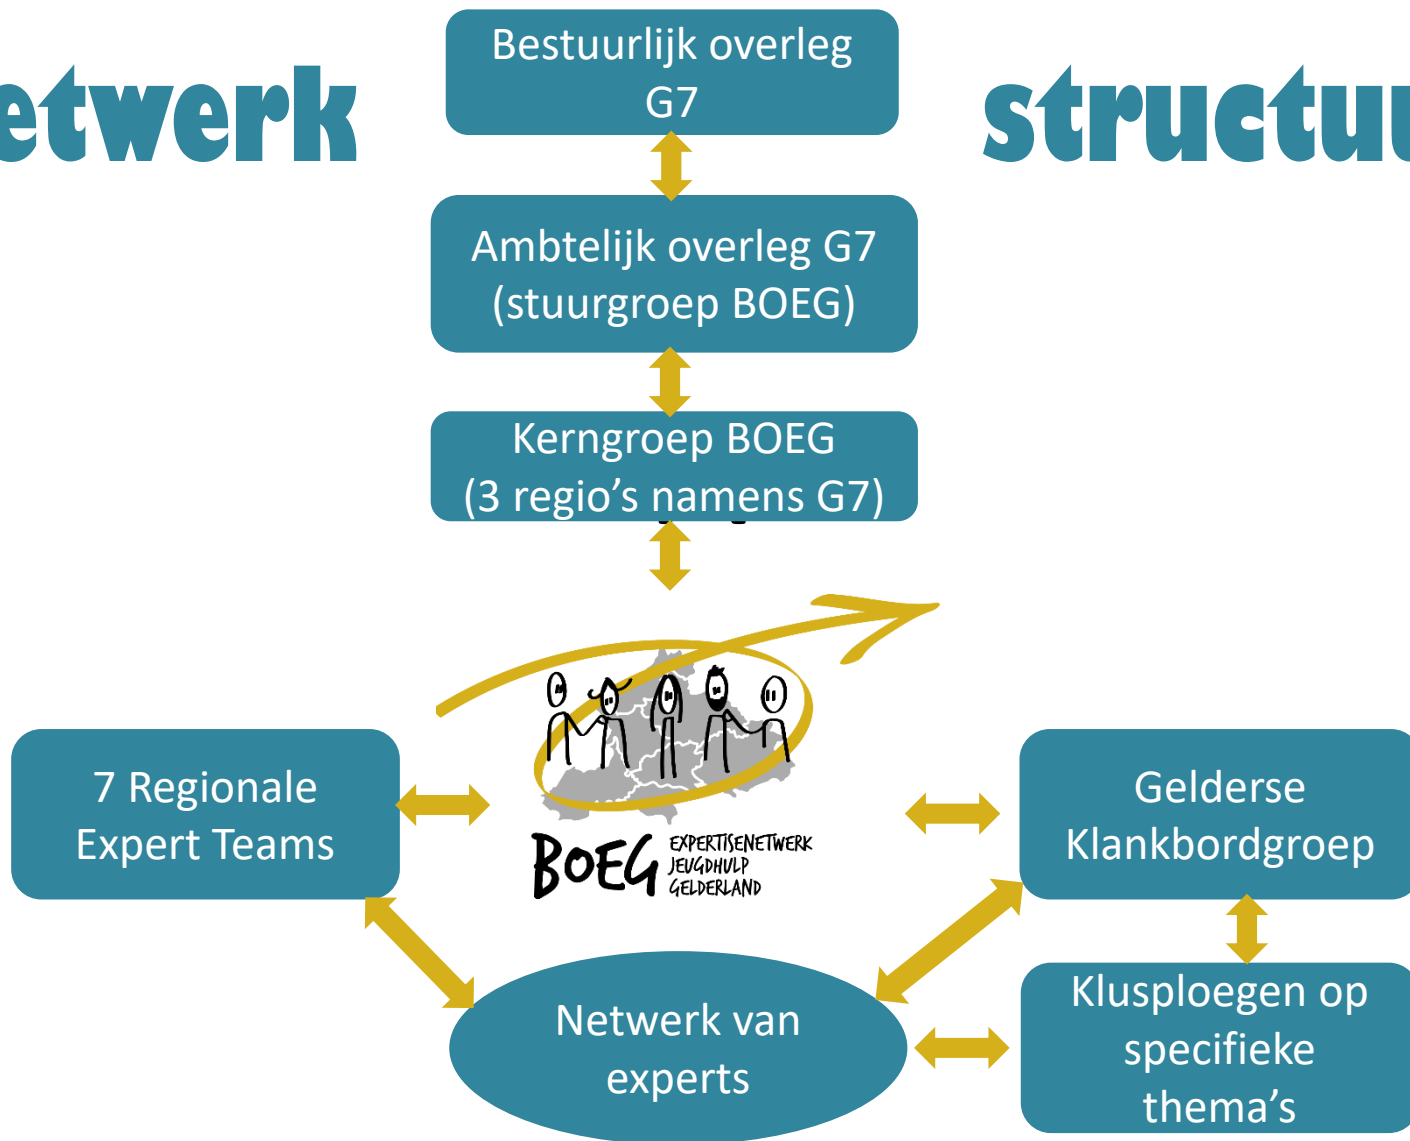 etwerk
structuu
Bestuurlijk overleg
G7
Ambtelijk overleg G7
(stuurgroep BOEG)
Kerngroep BOEG
(3 regio's namens G7)
7 Regionale
Expert Teams
BOEG
EXPERTISENETWERK
JEUGDHULP
GELDERLAND
Gelderse
Klankbordgroep
Netwerk van
experts
Klusploegen op
specifieke
thema's